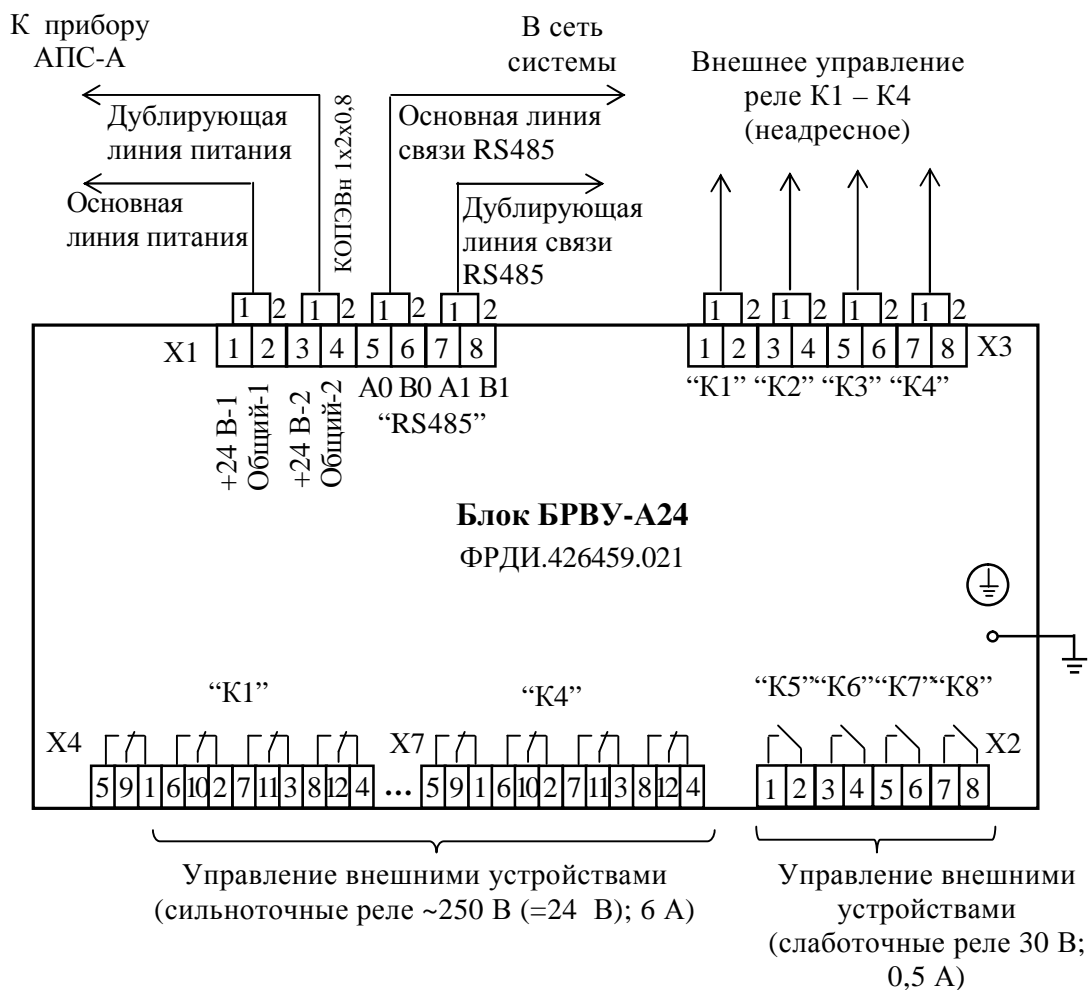 К прибору
АПС-А
В сеть
системы
Внешнее управление
реле К1 – К4
(неадресное)
Дублирующая
линия питания
КОПЭВн 1х2х0,8
Основная линия
связи RS485
Основная
линия питания
Дублирующая
линия связи
RS485
1 2 1 2 1 2 1 2
1 2 1 2 1 2 1 2
X1 1 2 3 4 5 6 7 8
1 2 3 4 5 6 7 8 X3
+24 В-1
Общий-1
+24 В-2
Общий-2
A0 B0 A1 B1
“RS485”
“К1” “К2” “К3” “К4”
Блок БРВУ-А24
ФРДИ.426459.021
“К1”
“К4”
“К5” “К6” “К7” “К8”
X4
X7
X2
5 9 1 6 10 2 7 11 3 8 12 4 ... 5 9 1 6 10 2 7 11 3 8 12 4
1 2 3 4 5 6 7 8
Управление внешними устройствами
(сильноточные реле ~250 В (=24 В); 6 А)
Управление внешними
устройствами
(слаботочные реле 30 В;
0,5 А)